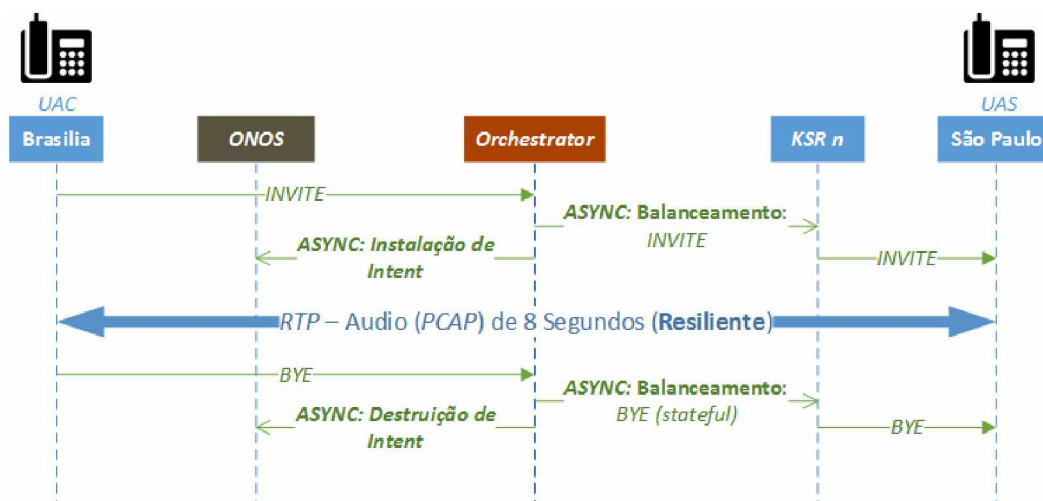 UAC
UAS
Brasilia
ONOS
Orchestrator
KSR n
São Paulo
INVITE
ASYNC: Balanceamento:
INVITE
ASYNC: Instalação de
Intent
INVITE
RTP – Audio (PCAP) de 8 Segundos (Resiliente)
BYE
ASYNC: Balanceamento:
BYE (stateful)
ASYNC: Destruição de
Intent
BYE